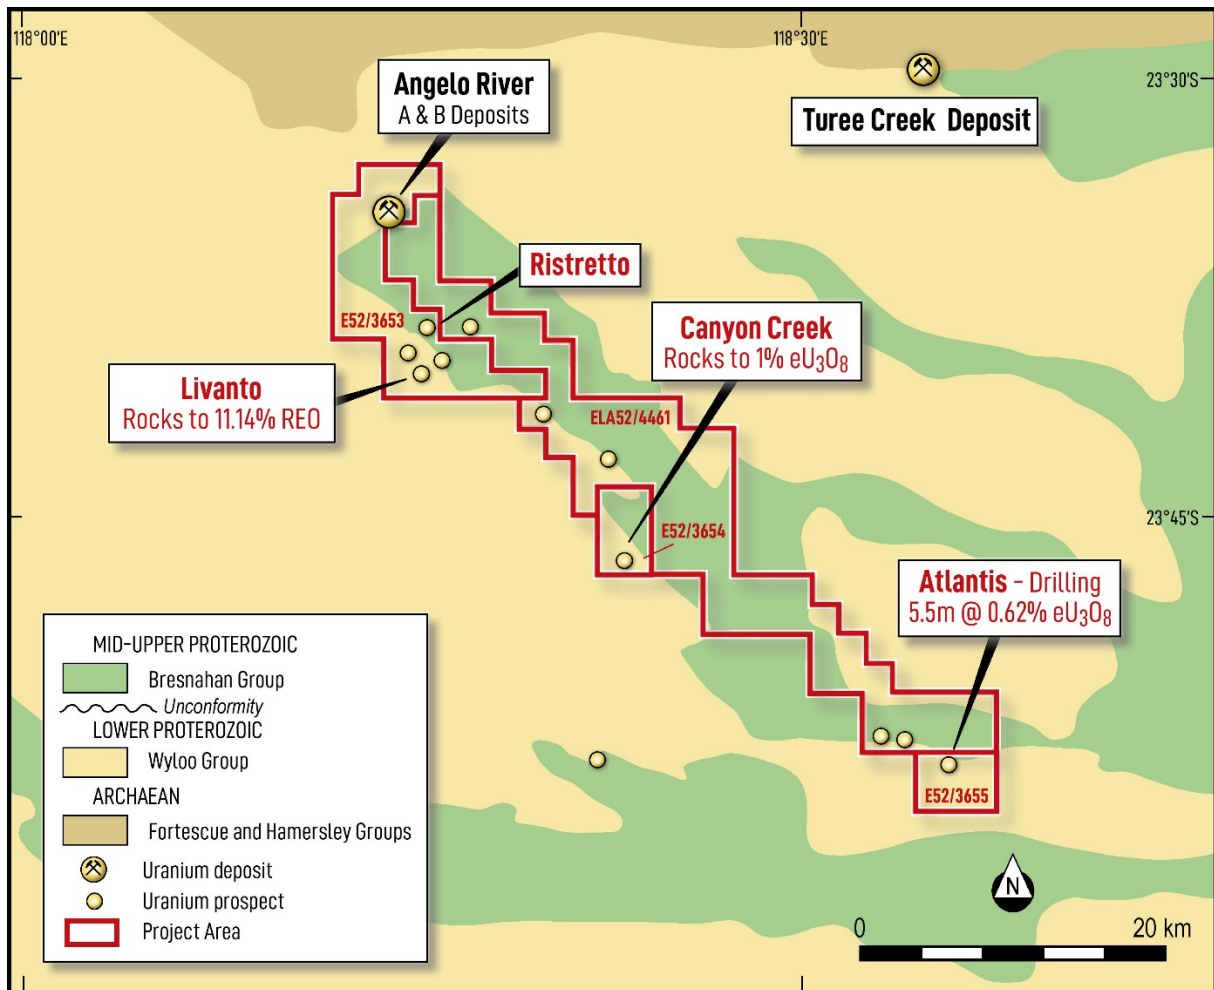 118°00'E
118°30'E
23°30'S
Angelo River
A & B Deposits
Turee Creek Deposit
Ristretto
E52/3653
Canyon Creek
Rocks to 1% eU₃O₈
Livanto
Rocks to 11.14% REO
ELA52/4461
23°45'S
E52/3654
Atlantis - Drilling
5.5m @ 0.62% eU₃O₈
E52/3655
MID-UPPER PROTEROZOIC
Bresnahan Group
Unconformity
LOWER PROTEROZOIC
Wyloo Group
ARCHAEAN
Fortescue and Hamersley Groups
Uranium deposit
Uranium prospect
Project Area
N
0 20 km